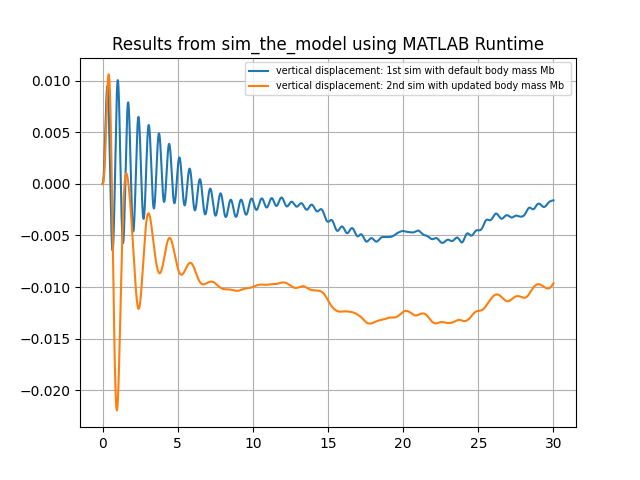 Results from sim_the_model using MATLAB Runtime
vertical displacement: 1st sim with default body mass Mb
vertical displacement: 2nd sim with updated body mass Mb
0.010
0.005
0.000
−0.005
−0.010
−0.015
−0.020
0 5 10 15 20 25 30